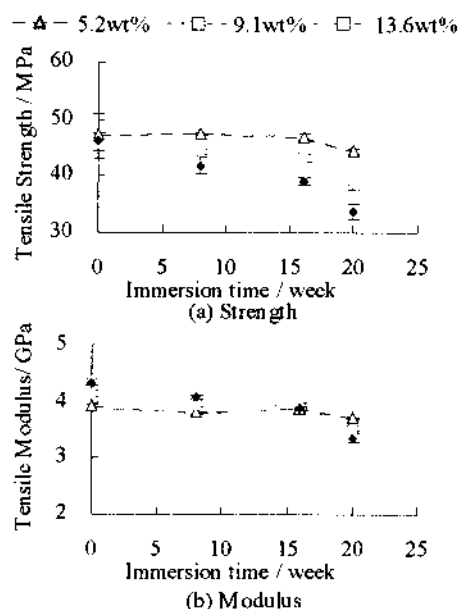 5.2wt% 9.1wt% 13.6wt%
Tensile Strength / MPa
60
50
40
30
0 5 10 15 20 25
Immersion time / week
(a) Strength
Tensile Modulus/ GPa
5
4
3
2
0 5 10 15 20 25
Immersion time / week
(b) Modulus